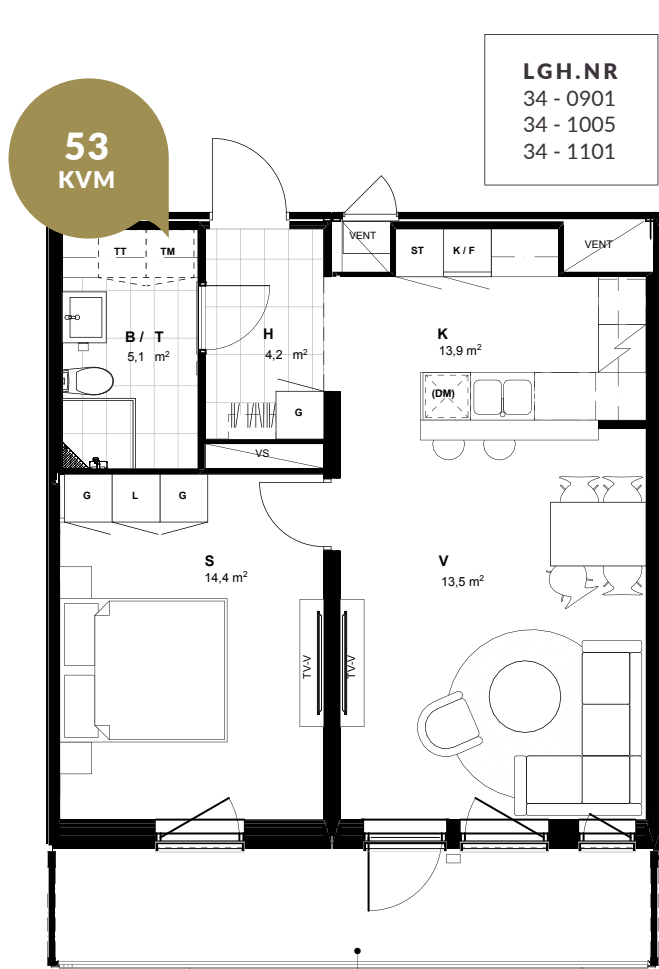 LGH.NR
34 - 0901
34 - 1005
34 - 1101
53
KVM
VENT
VENT
ST
K / F
TT
TM
B / T
5,1 m²
H
4,2 m²
K
13,9 m²
(DM)
G
VS
G
L
G
S
14,4 m²
V
13,5 m²
TV-V
TV-V